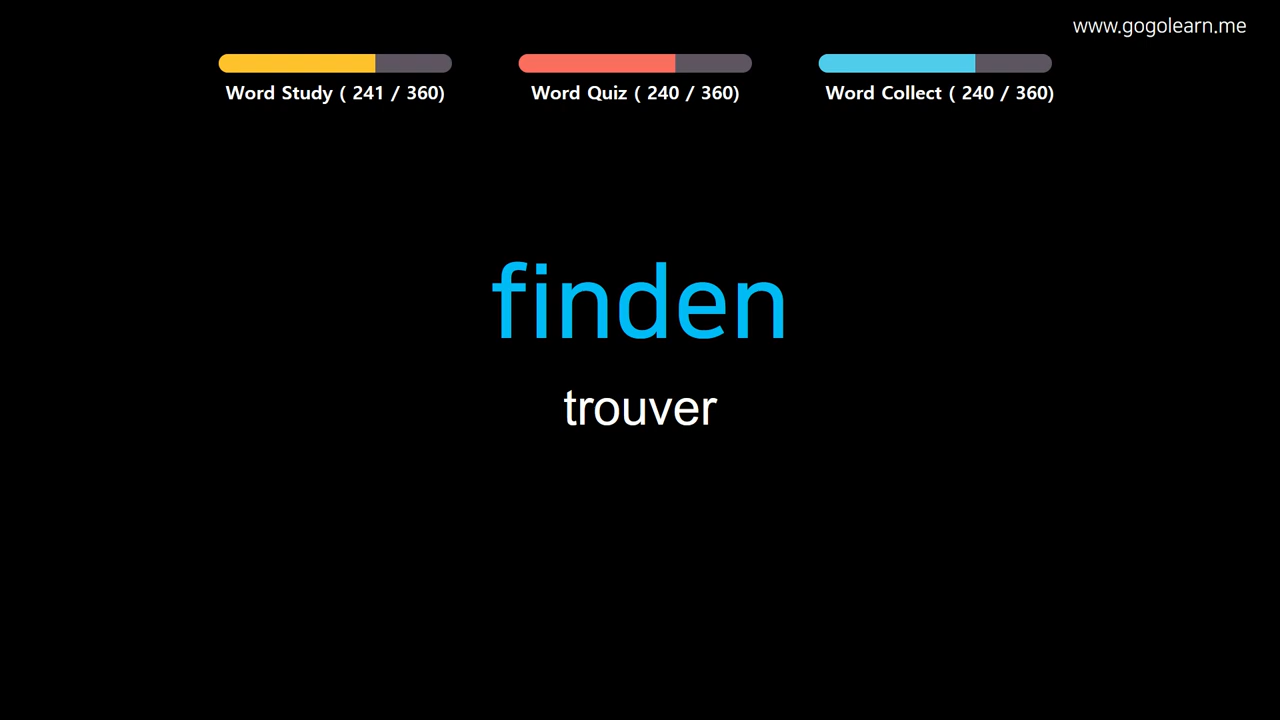 www.gogolearn.me
Word Study ( 241 / 360)
Word Quiz ( 240 / 360)
Word Collect ( 240 / 360)
finden
trouver